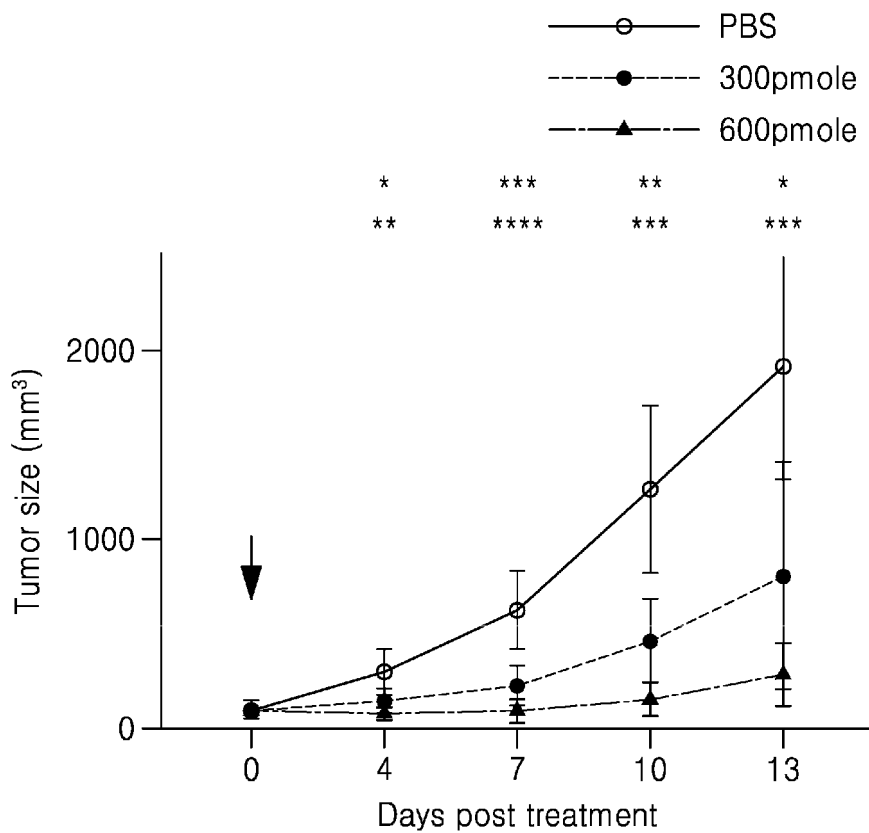 PBS
300pmole
600pmole
* *** ** *
** **** *** ***
2000
1000
0
Tumor size (mm³)
0 4 7 10 13
Days post treatment